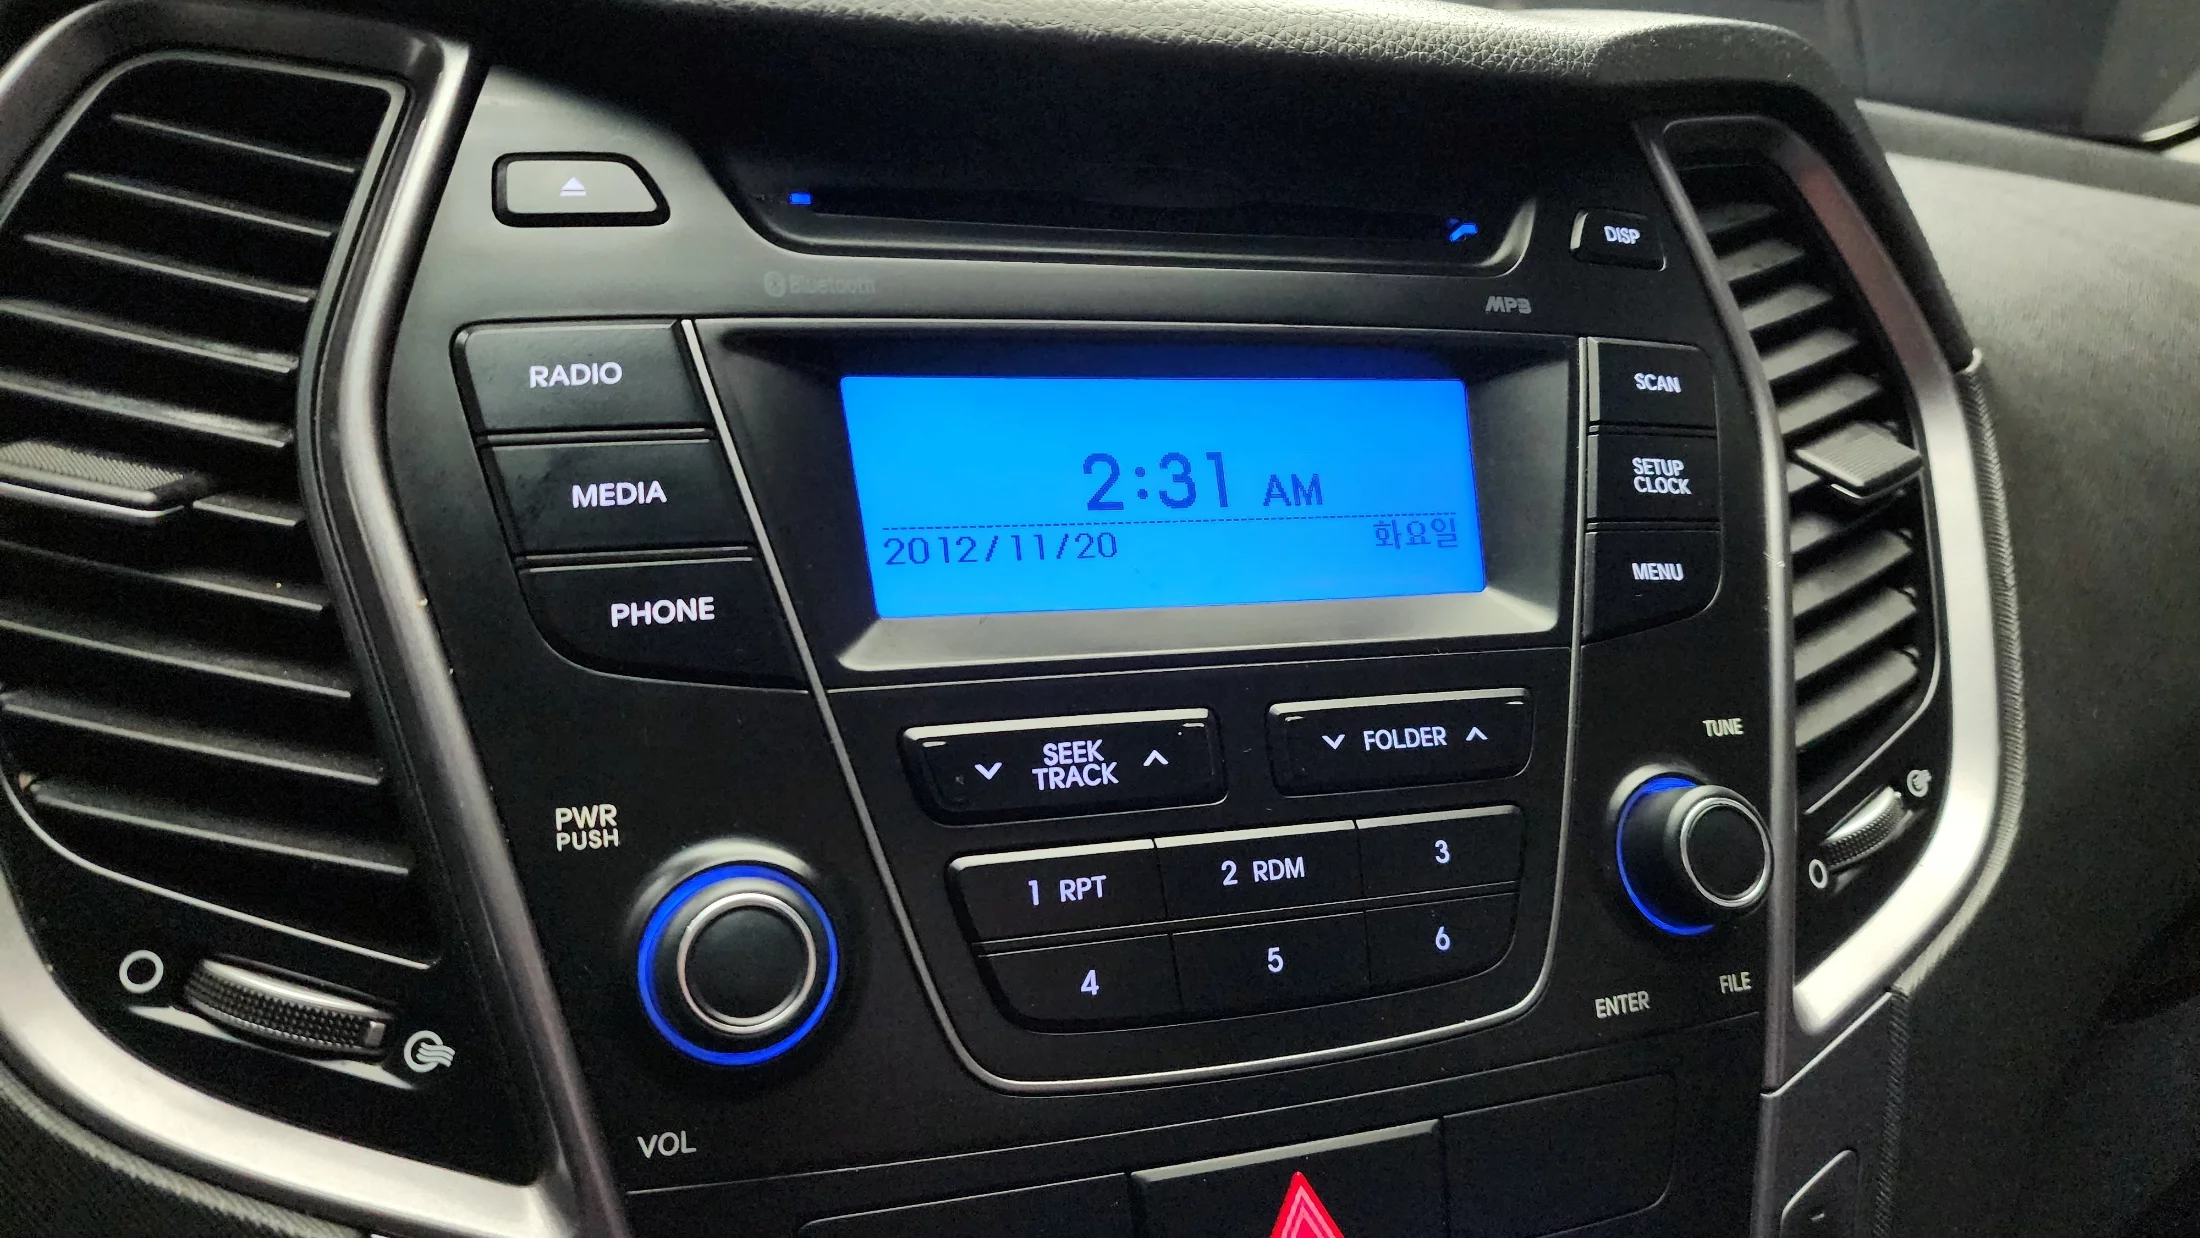 DISP
Bluetooth
MP3
RADIO
MEDIA
PHONE
2:31 AM
2012/11/20 화요일
SCAN
SETUP
CLOCK
MENU
SEEK
TRACK
FOLDER
TUNE
PWR
PUSH
1 RPT
2 RDM
3
4
5
6
VOL
ENTER
FILE